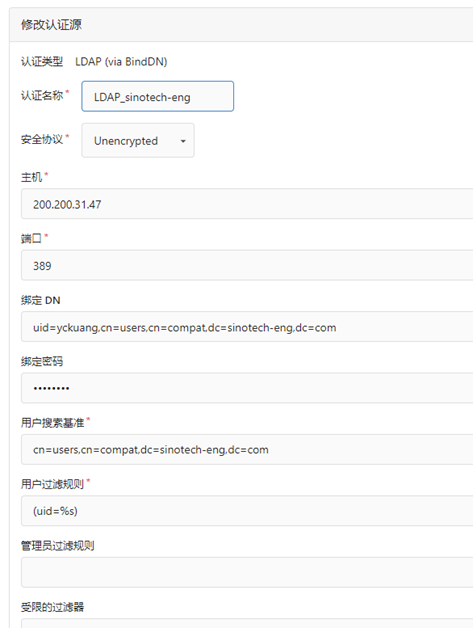 修改认证源
认证类型 LDAP (via BindDN)
认证名称* LDAP_sinotech-eng
安全协议* Unencrypted
主机*
200.200.31.47
端口*
389
绑定 DN
uid=yckuang,cn=users,cn=compat,dc=sinotech-eng,dc=com
绑定密码
••••••••
用户搜索基准*
cn=users,cn=compat,dc=sinotech-eng,dc=com
用户过滤规则*
(uid=%s)
管理员过滤规则
受限的过滤器